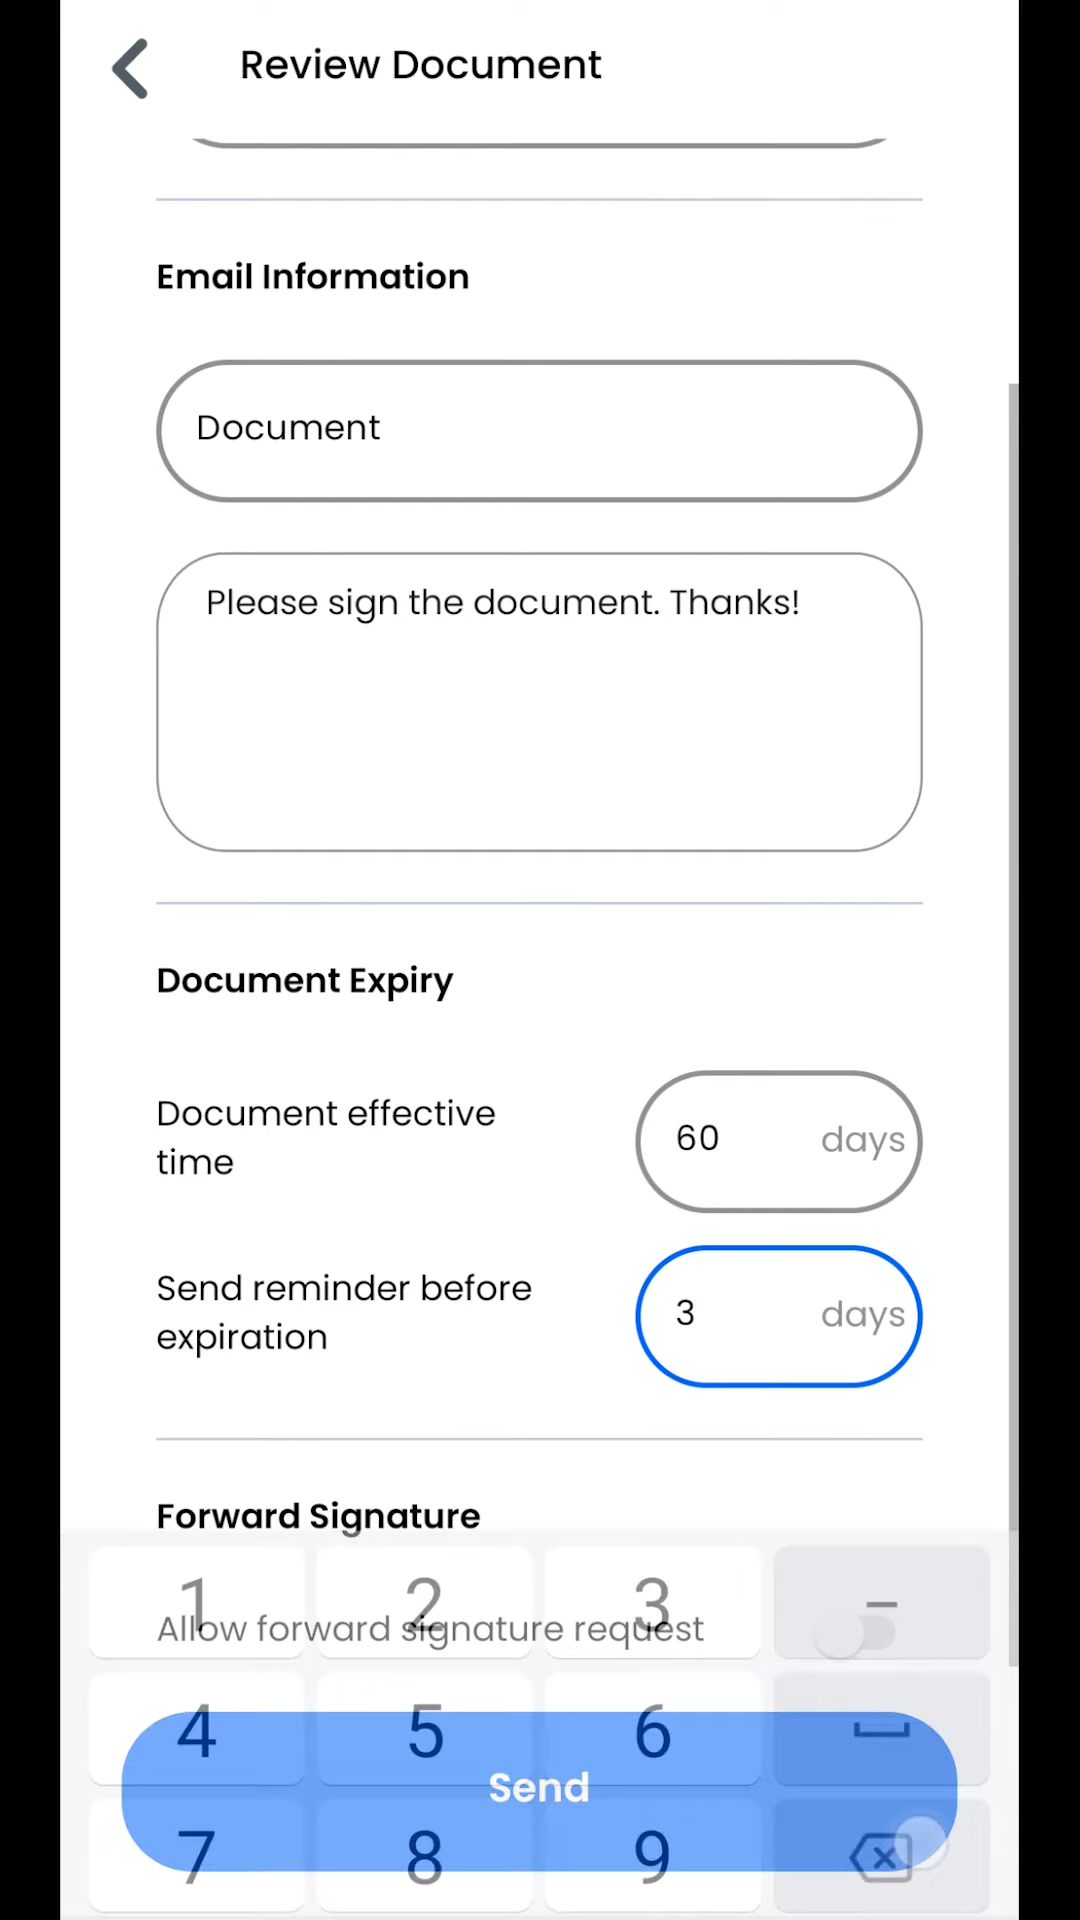 Review Document
Email Information
Document
Please sign the document. Thanks!
Document Expiry
Document effective
time
60 days
Send reminder before
expiration
3 days
Forward Signature
1 2 3 –
Allow forward signature request
4 5 6
Send
7 8 9